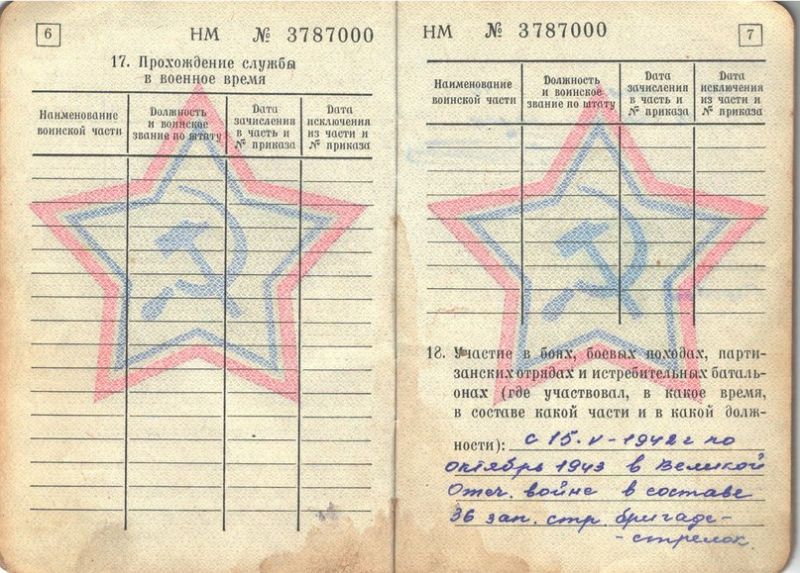 6
НМ № 3787000
17. Прохождение службы
в военное время
Наименование
воинской части
Должность
и воинское
звание по штату
Дата
зачисления
в часть и
№ приказа
Дата
исключения
из части и
№ приказа
НМ № 3787000
7
Наименование
воинской части
Должность
и воинское
звание по штату
Дата
зачисления
в часть и
№ приказа
Дата
исключения
из части и
№ приказа
18. Участие в боях, боевых походах, парти-
занских отрядах и истребительных баталь-
онах (где участвовал, в какое время,
в составе какой части и в какой долж-
ности): с 15.V-1942 г по
октябрь 1943 в Великой
Отеч. войне в составе
36 зап. стр. бригаде-
-стрелок.